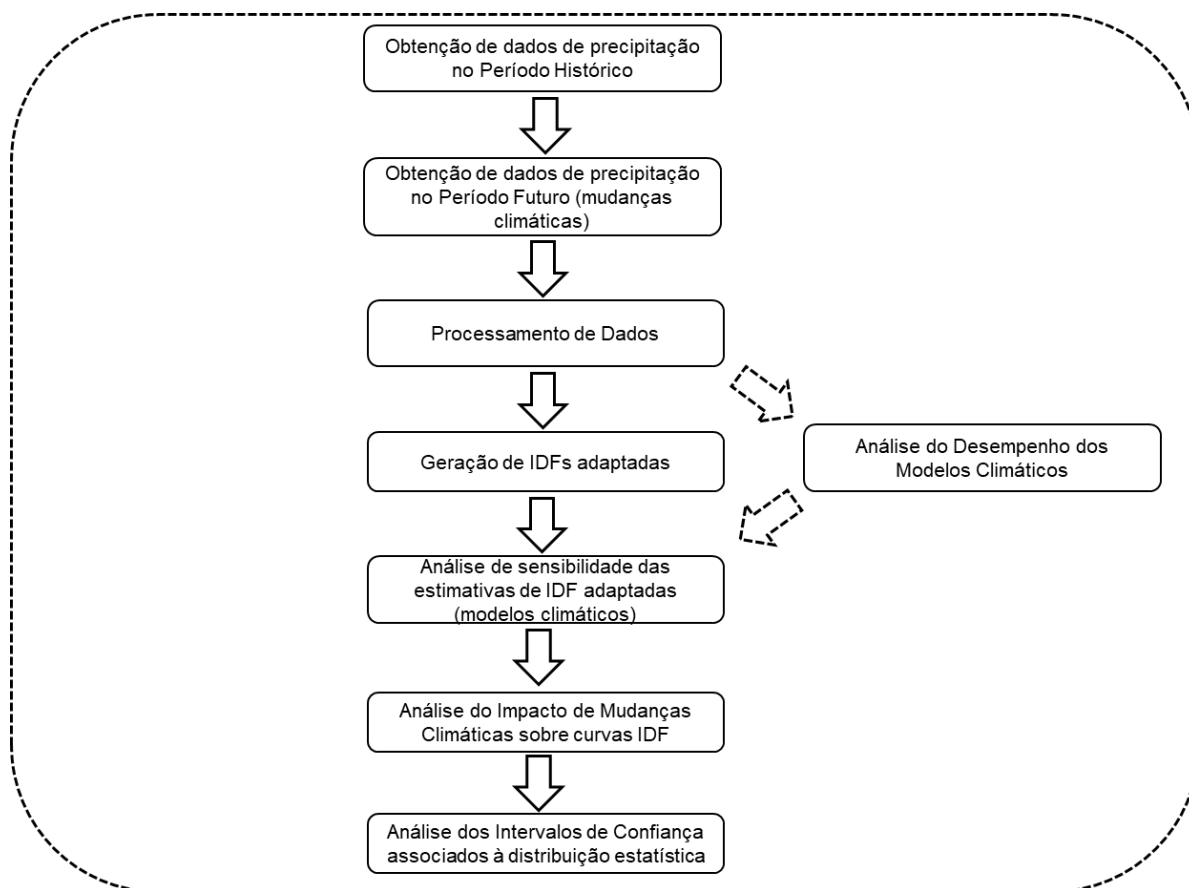 Obtenção de dados de precipitação
no Período Histórico
Obtenção de dados de precipitação
no Período Futuro (mudanças
climáticas)
Processamento de Dados
Geração de IDFs adaptadas
Análise do Desempenho dos
Modelos Climáticos
Análise de sensibilidade das
estimativas de IDF adaptadas
(modelos climáticos)
Análise do Impacto de Mudanças
Climáticas sobre curvas IDF
Análise dos Intervalos de Confiança
associados à distribuição estatística